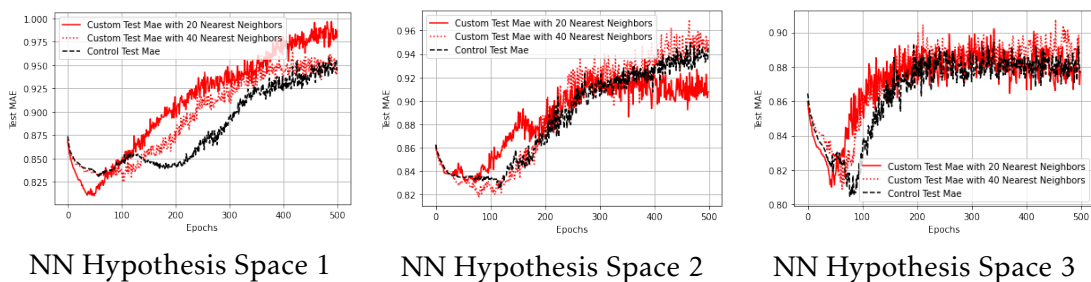 1.000
0.975
0.950
0.925
0.900
0.875
0.850
0.825
Test MAE
Custom Test Mae with 20 Nearest Neighbors
Custom Test Mae with 40 Nearest Neighbors
Control Test Mae
0 100 200 300 400 500
Epochs
NN Hypothesis Space 1
0.96
0.94
0.92
0.90
0.88
0.86
0.84
0.82
Test MAE
Custom Test Mae with 20 Nearest Neighbors
Custom Test Mae with 40 Nearest Neighbors
Control Test Mae
0 100 200 300 400 500
Epochs
NN Hypothesis Space 2
0.90
0.88
0.86
0.84
0.82
0.80
Test MAE
Custom Test Mae with 20 Nearest Neighbors
Custom Test Mae with 40 Nearest Neighbors
Control Test Mae
0 100 200 300 400 500
Epochs
NN Hypothesis Space 3